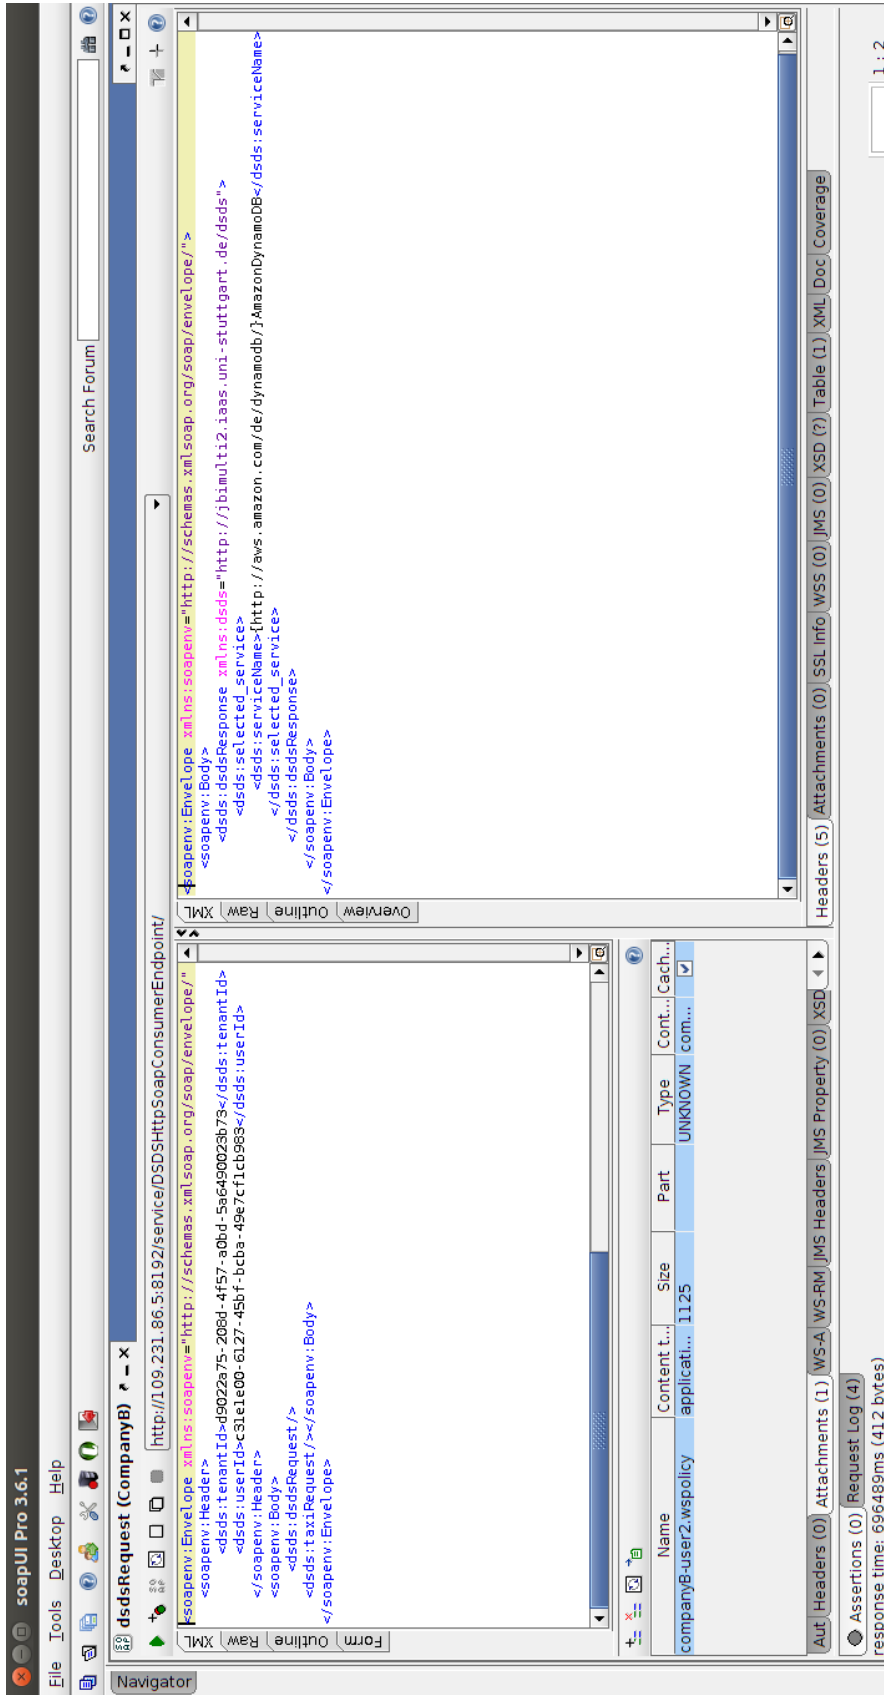 soapUI Pro 3.6.1
File Tools Desktop Help
Search Forum
dsdsRequest (CompanyB)
http://109.231.86.5:8192/service/DSDSHttpSoapConsumerEndpoint/
Navigator
XML Raw Outline Form
<soapenv:Envelope xmlns:soapenv="http://schemas.xmlsoap.org/soap/envelope/"
<soapenv:Header>
<dsds:tenantId>d9022a75-208d-4f57-a0bd-5a6490023b73</dsds:tenantId>
<dsds:userId>c31e1e00-6127-45bf-bcba-49e7cf1cb983</dsds:userId>
</soapenv:Header>
<soapenv:Body>
<dsds:dsdsRequest/>
<dsds:taxiRequest/></soapenv:Body>
</soapenv:Envelope>
XML Raw Outline Overview
<soapenv:Envelope xmlns:soapenv="http://schemas.xmlsoap.org/soap/envelope/">
<soapenv:Body>
<dsds:dsdsResponse xmlns:dsds="http://jbimulti2.iaas.uni-stuttgart.de/dsds">
<dsds:selected_service>
<dsds:serviceName>{http://aws.amazon.com/de/dynamodb/}AmazonDynamoDB</dsds:serviceName>
</dsds:selected_service>
</dsds:dsdsResponse>
</soapenv:Body>
</soapenv:Envelope>
Name Content t... Size Part Type Cont... Cach...
companyB-user2.wspolicy applicati... 1125 UNKNOWN com...
Aut Headers (0) Attachments (1) WS-A WS-RM JMS Headers JMS Property (0) XSD
Headers (5) Attachments (0) SSL Info WSS (0) JMS (0) XSD (?) Table (1) XML Doc Coverage
Assertions (0) Request Log (4)
response time: 696489ms (412 bytes)
1 : 2